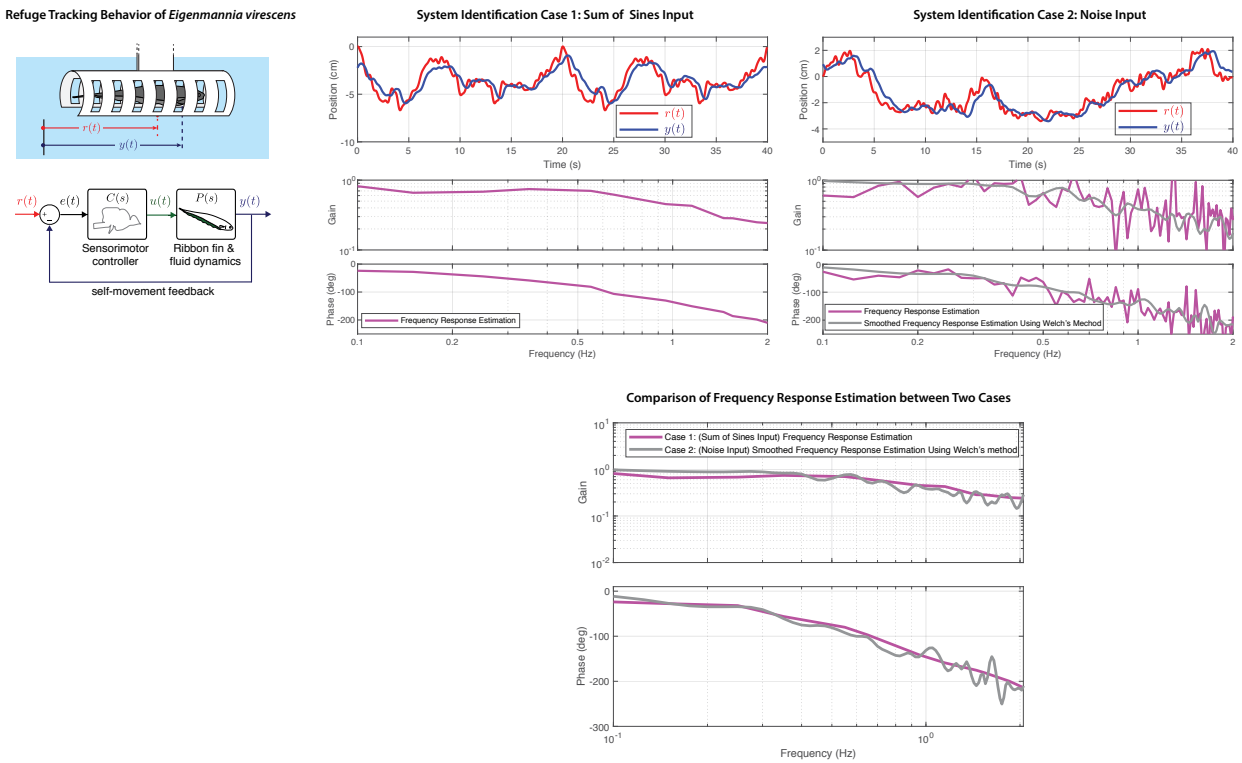 Refuge Tracking Behavior of Eigenmannia virescens
r(t)
y(t)
r(t)
e(t)
C(s)
u(t)
P(s)
y(t)
+
−
Sensorimotor
controller
Ribbon fin &
fluid dynamics
self-movement feedback
System Identification Case 1: Sum of Sines Input
Position (cm)
0
-5
-10
0 5 10 15 20 25 30 35 40
Time (s)
r(t)
y(t)
Gain
10^0
10^-1
Phase (deg)
0
-100
-200
Frequency Response Estimation
0.1 0.2 0.5 1 2
Frequency (Hz)
System Identification Case 2: Noise Input
Position (cm)
2
0
-2
-4
0 5 10 15 20 25 30 35 40
Time (s)
r(t)
y(t)
Gain
10^0
10^-1
Phase (deg)
0
-100
-200
Frequency Response Estimation
Smoothed Frequency Response Estimation Using Welch's Mechod
0.1 0.2 0.5 1 2
Frequency (Hz)
Comparison of Frequency Response Estimation between Two Cases
Gain
10^1
10^0
10^-1
10^-2
Case 1: (Sum of Sines Input) Frequency Response Estimation
Case 2: (Noise Input) Smoothed Frequency Response Estimation Using Welch's method
Phase (deg)
0
-100
-200
-300
10^-1 10^0
Frequency (Hz)